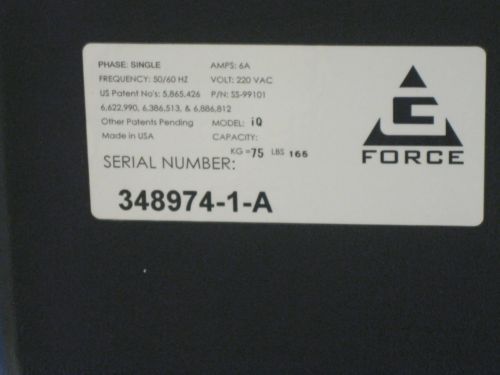 PHASE: SINGLE AMPS: 6A
FREQUENCY: 50/60 HZ VOLT: 220 VAC
US Patent No's: 5,865,426 P/N: SS-99101
6,622,990, 6,386,513, & 6,886,812
Other Patents Pending MODEL: iQ
Made in USA CAPACITY:
KG = 75 LBS 165
SERIAL NUMBER:
348974-1-A
G
FORCE